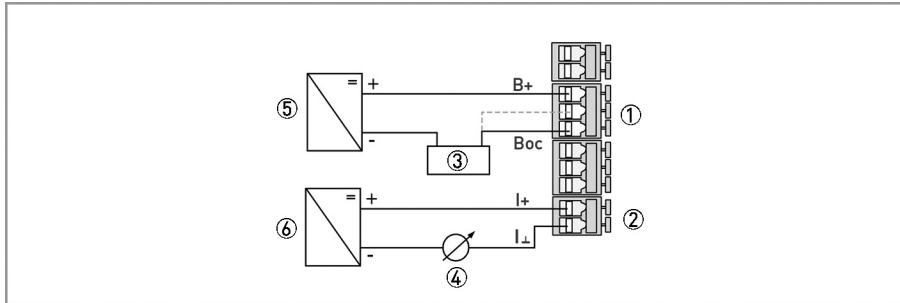 = + B+ ①
⑤
- Boc
③
= + I+ ②
⑥
- I⊥
④